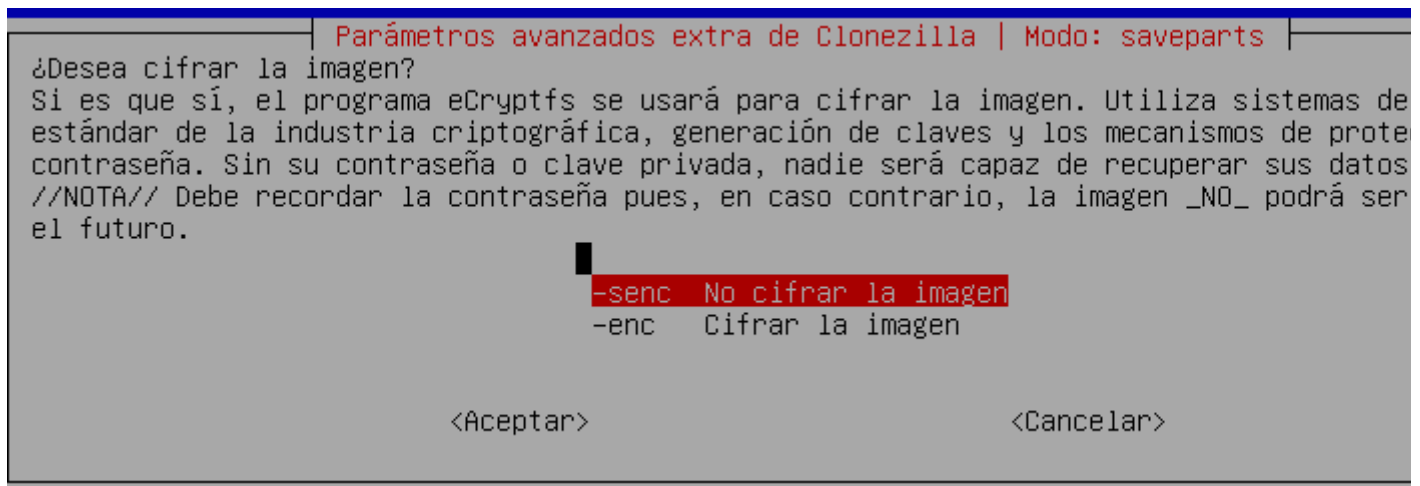 Parámetros avanzados extra de Clonezilla | Modo: saveparts
¿Desea cifrar la imagen?
Si es que sí, el programa eCryptfs se usará para cifrar la imagen. Utiliza sistemas de
estándar de la industria criptográfica, generación de claves y los mecanismos de prote
contraseña. Sin su contraseña o clave privada, nadie será capaz de recuperar sus datos
//NOTA// Debe recordar la contraseña pues, en caso contrario, la imagen _NO_ podrá ser
el futuro.
-senc No cifrar la imagen
-enc Cifrar la imagen
<Aceptar> <Cancelar>